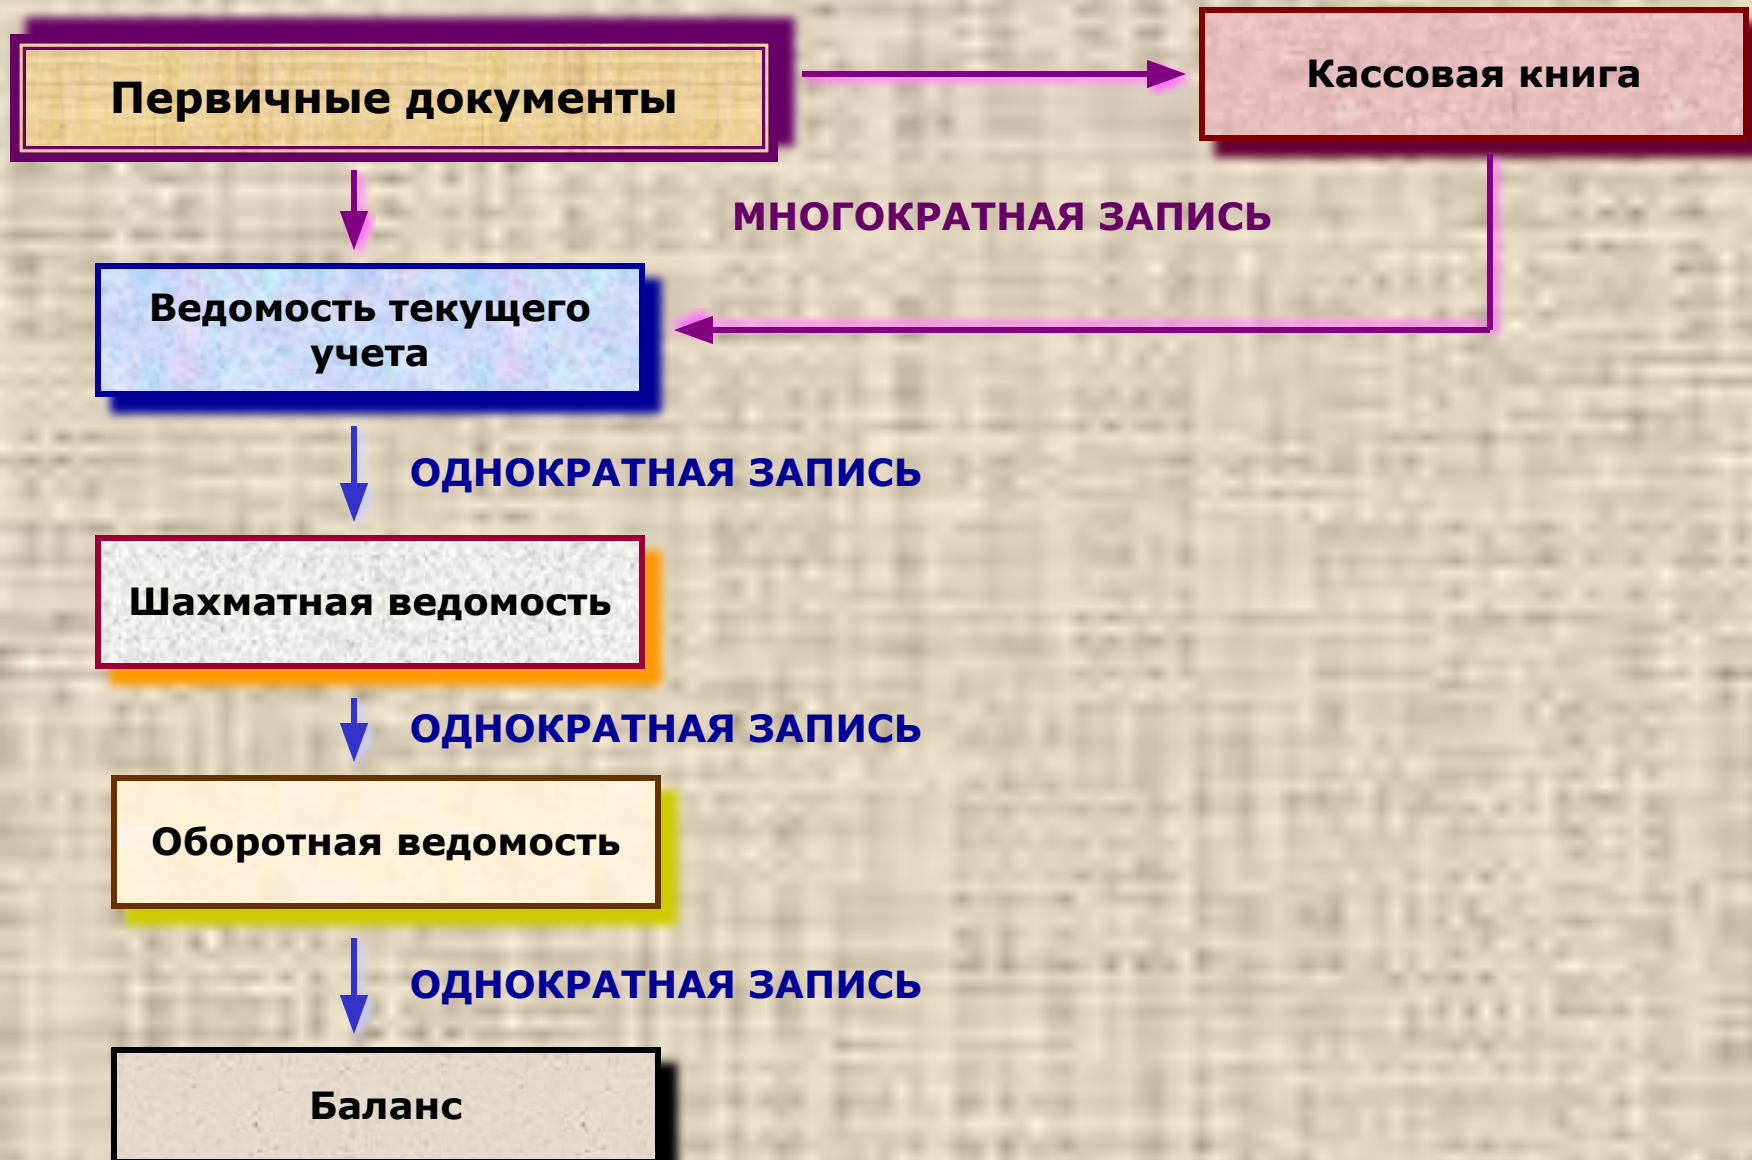 Первичные документы
Кассовая книга
МНОГОКРАТНАЯ ЗАПИСЬ
Ведомость текущего
учета
ОДНОКРАТНАЯ ЗАПИСЬ
Шахматная ведомость
ОДНОКРАТНАЯ ЗАПИСЬ
Оборотная ведомость
ОДНОКРАТНАЯ ЗАПИСЬ
Баланс